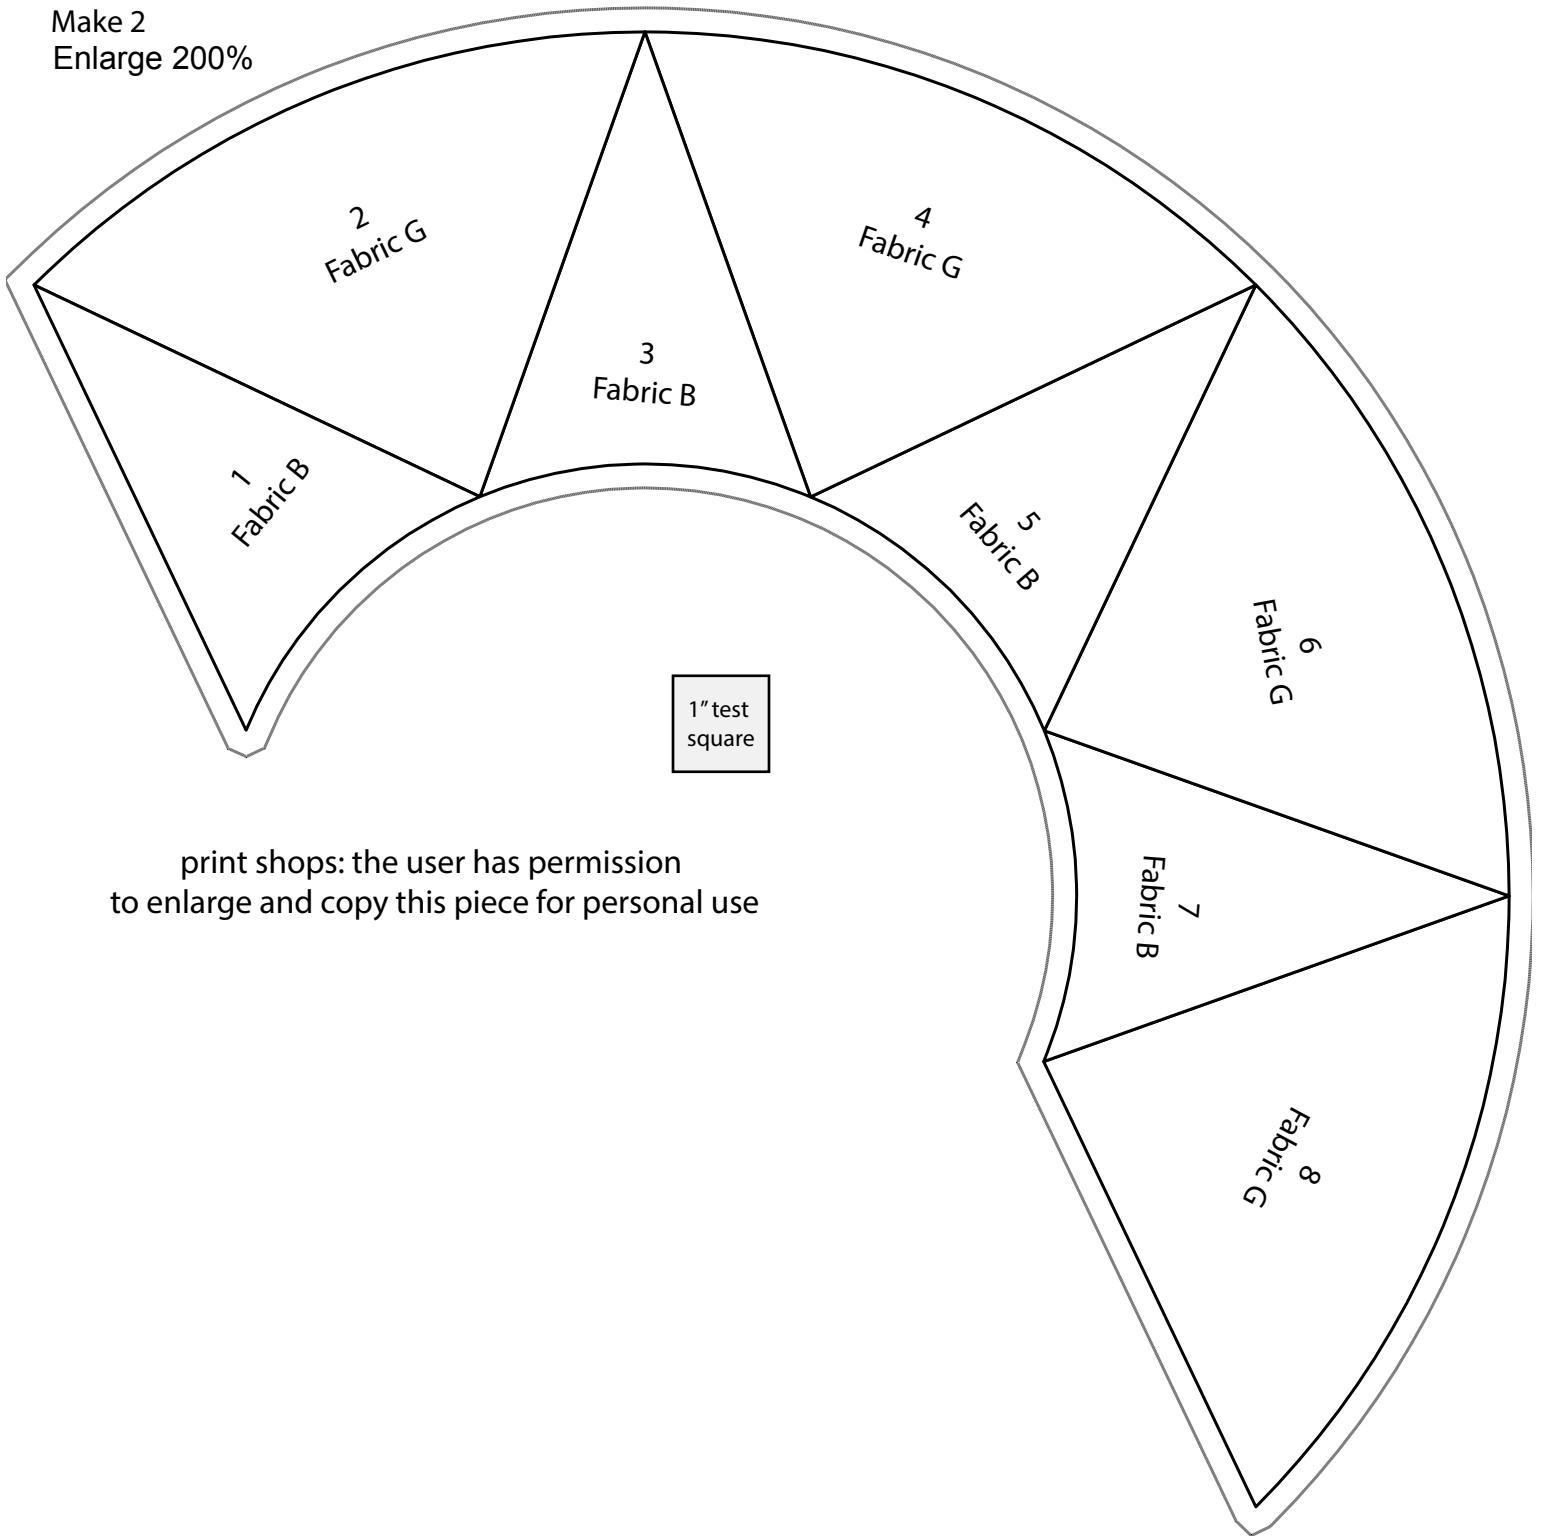 Make 2
Enlarge 200%
1
Fabric B
2
Fabric G
3
Fabric B
4
Fabric G
5
Fabric B
6
Fabric G
7
Fabric B
8
Fabric G
1” test
square
print shops: the user has permission
to enlarge and copy this piece for personal use